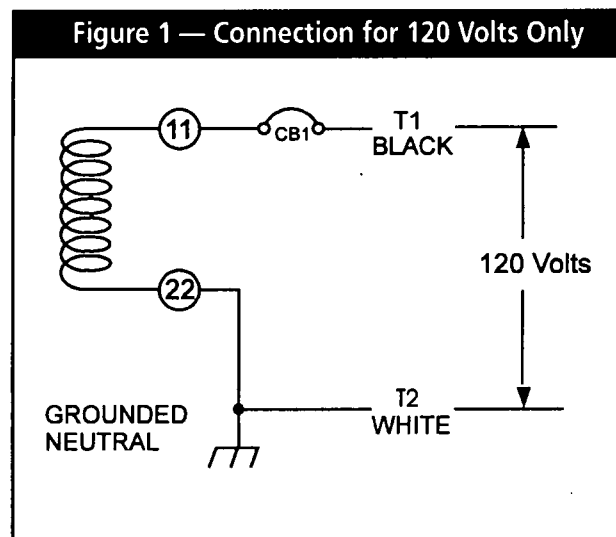 Figure 1 — Connection for 120 Volts Only
11
CB1
T1
BLACK
120 Volts
22
GROUNDED
NEUTRAL
T2
WHITE